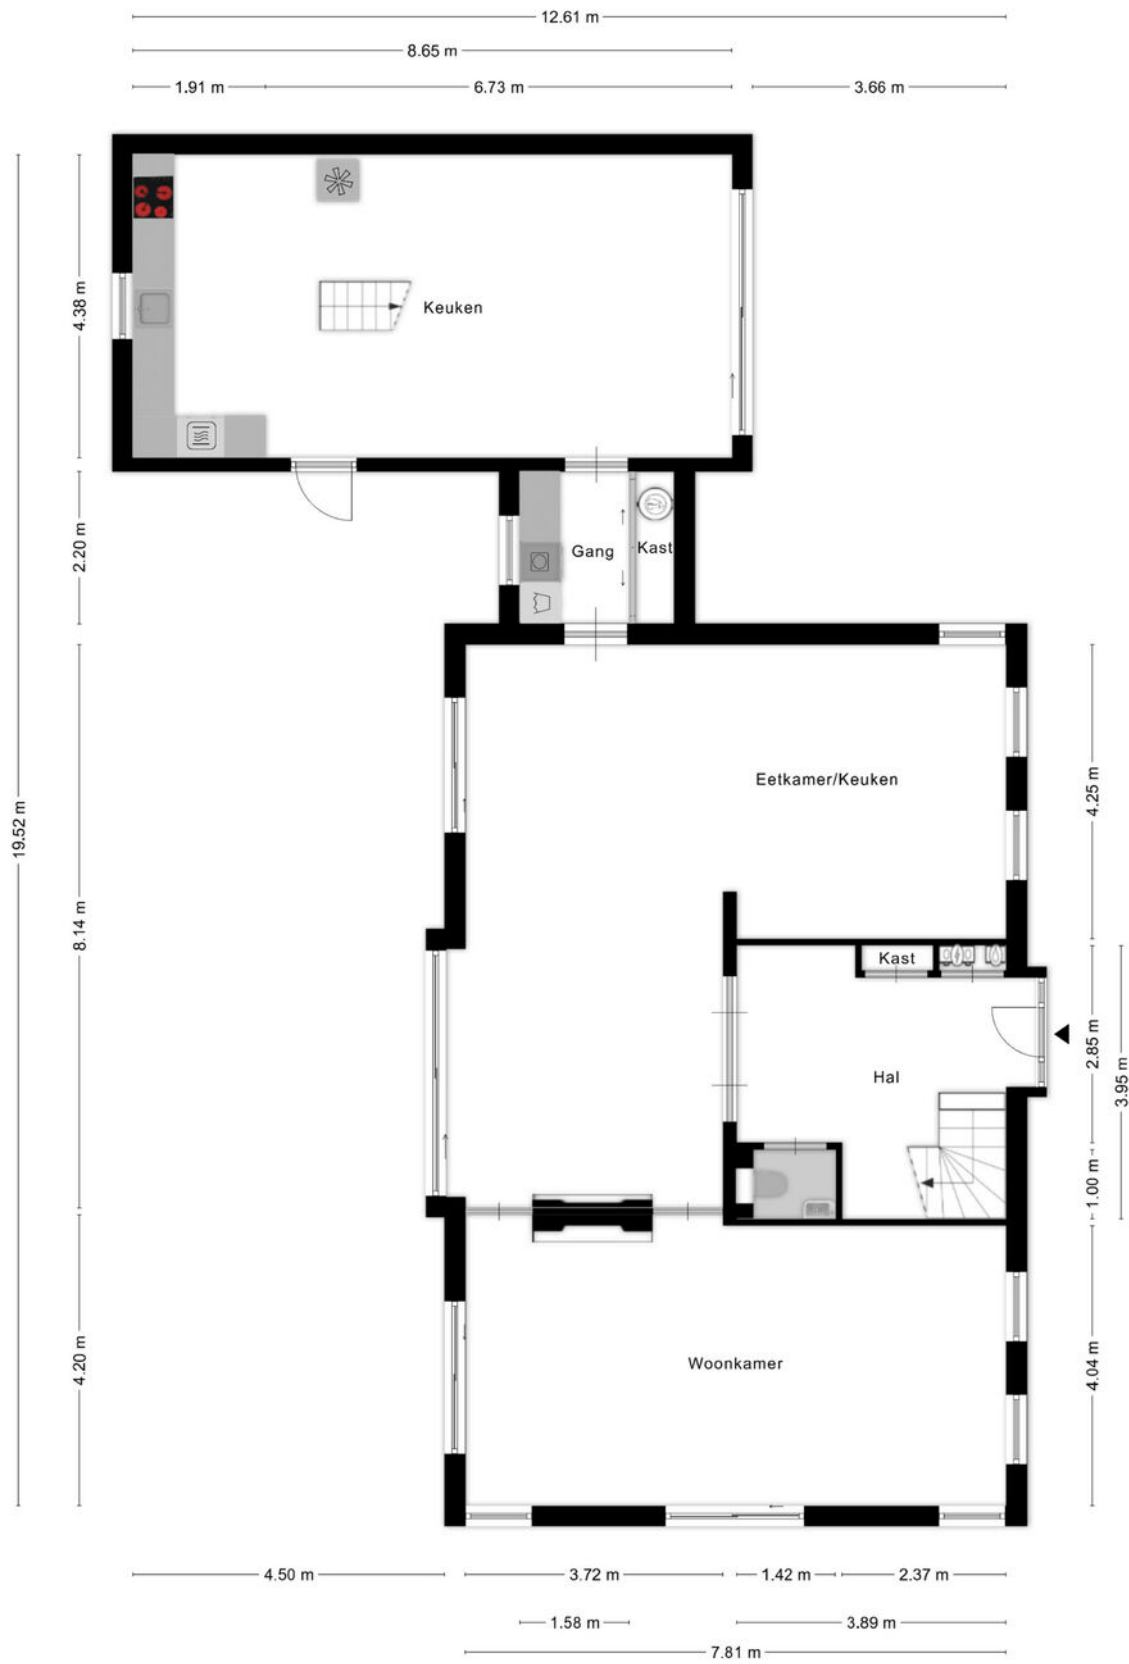 12.61 m
8.65 m
1.91 m
6.73 m
3.66 m
4.38 m
Keuken
2.20 m
Gang
Kast
Eetkamer/Keuken
4.25 m
19.52 m
8.14 m
Kast
2.85 m
Hal
3.95 m
1.00 m
4.20 m
Woonkamer
4.04 m
4.50 m
3.72 m
1.42 m
2.37 m
1.58 m
3.89 m
7.81 m